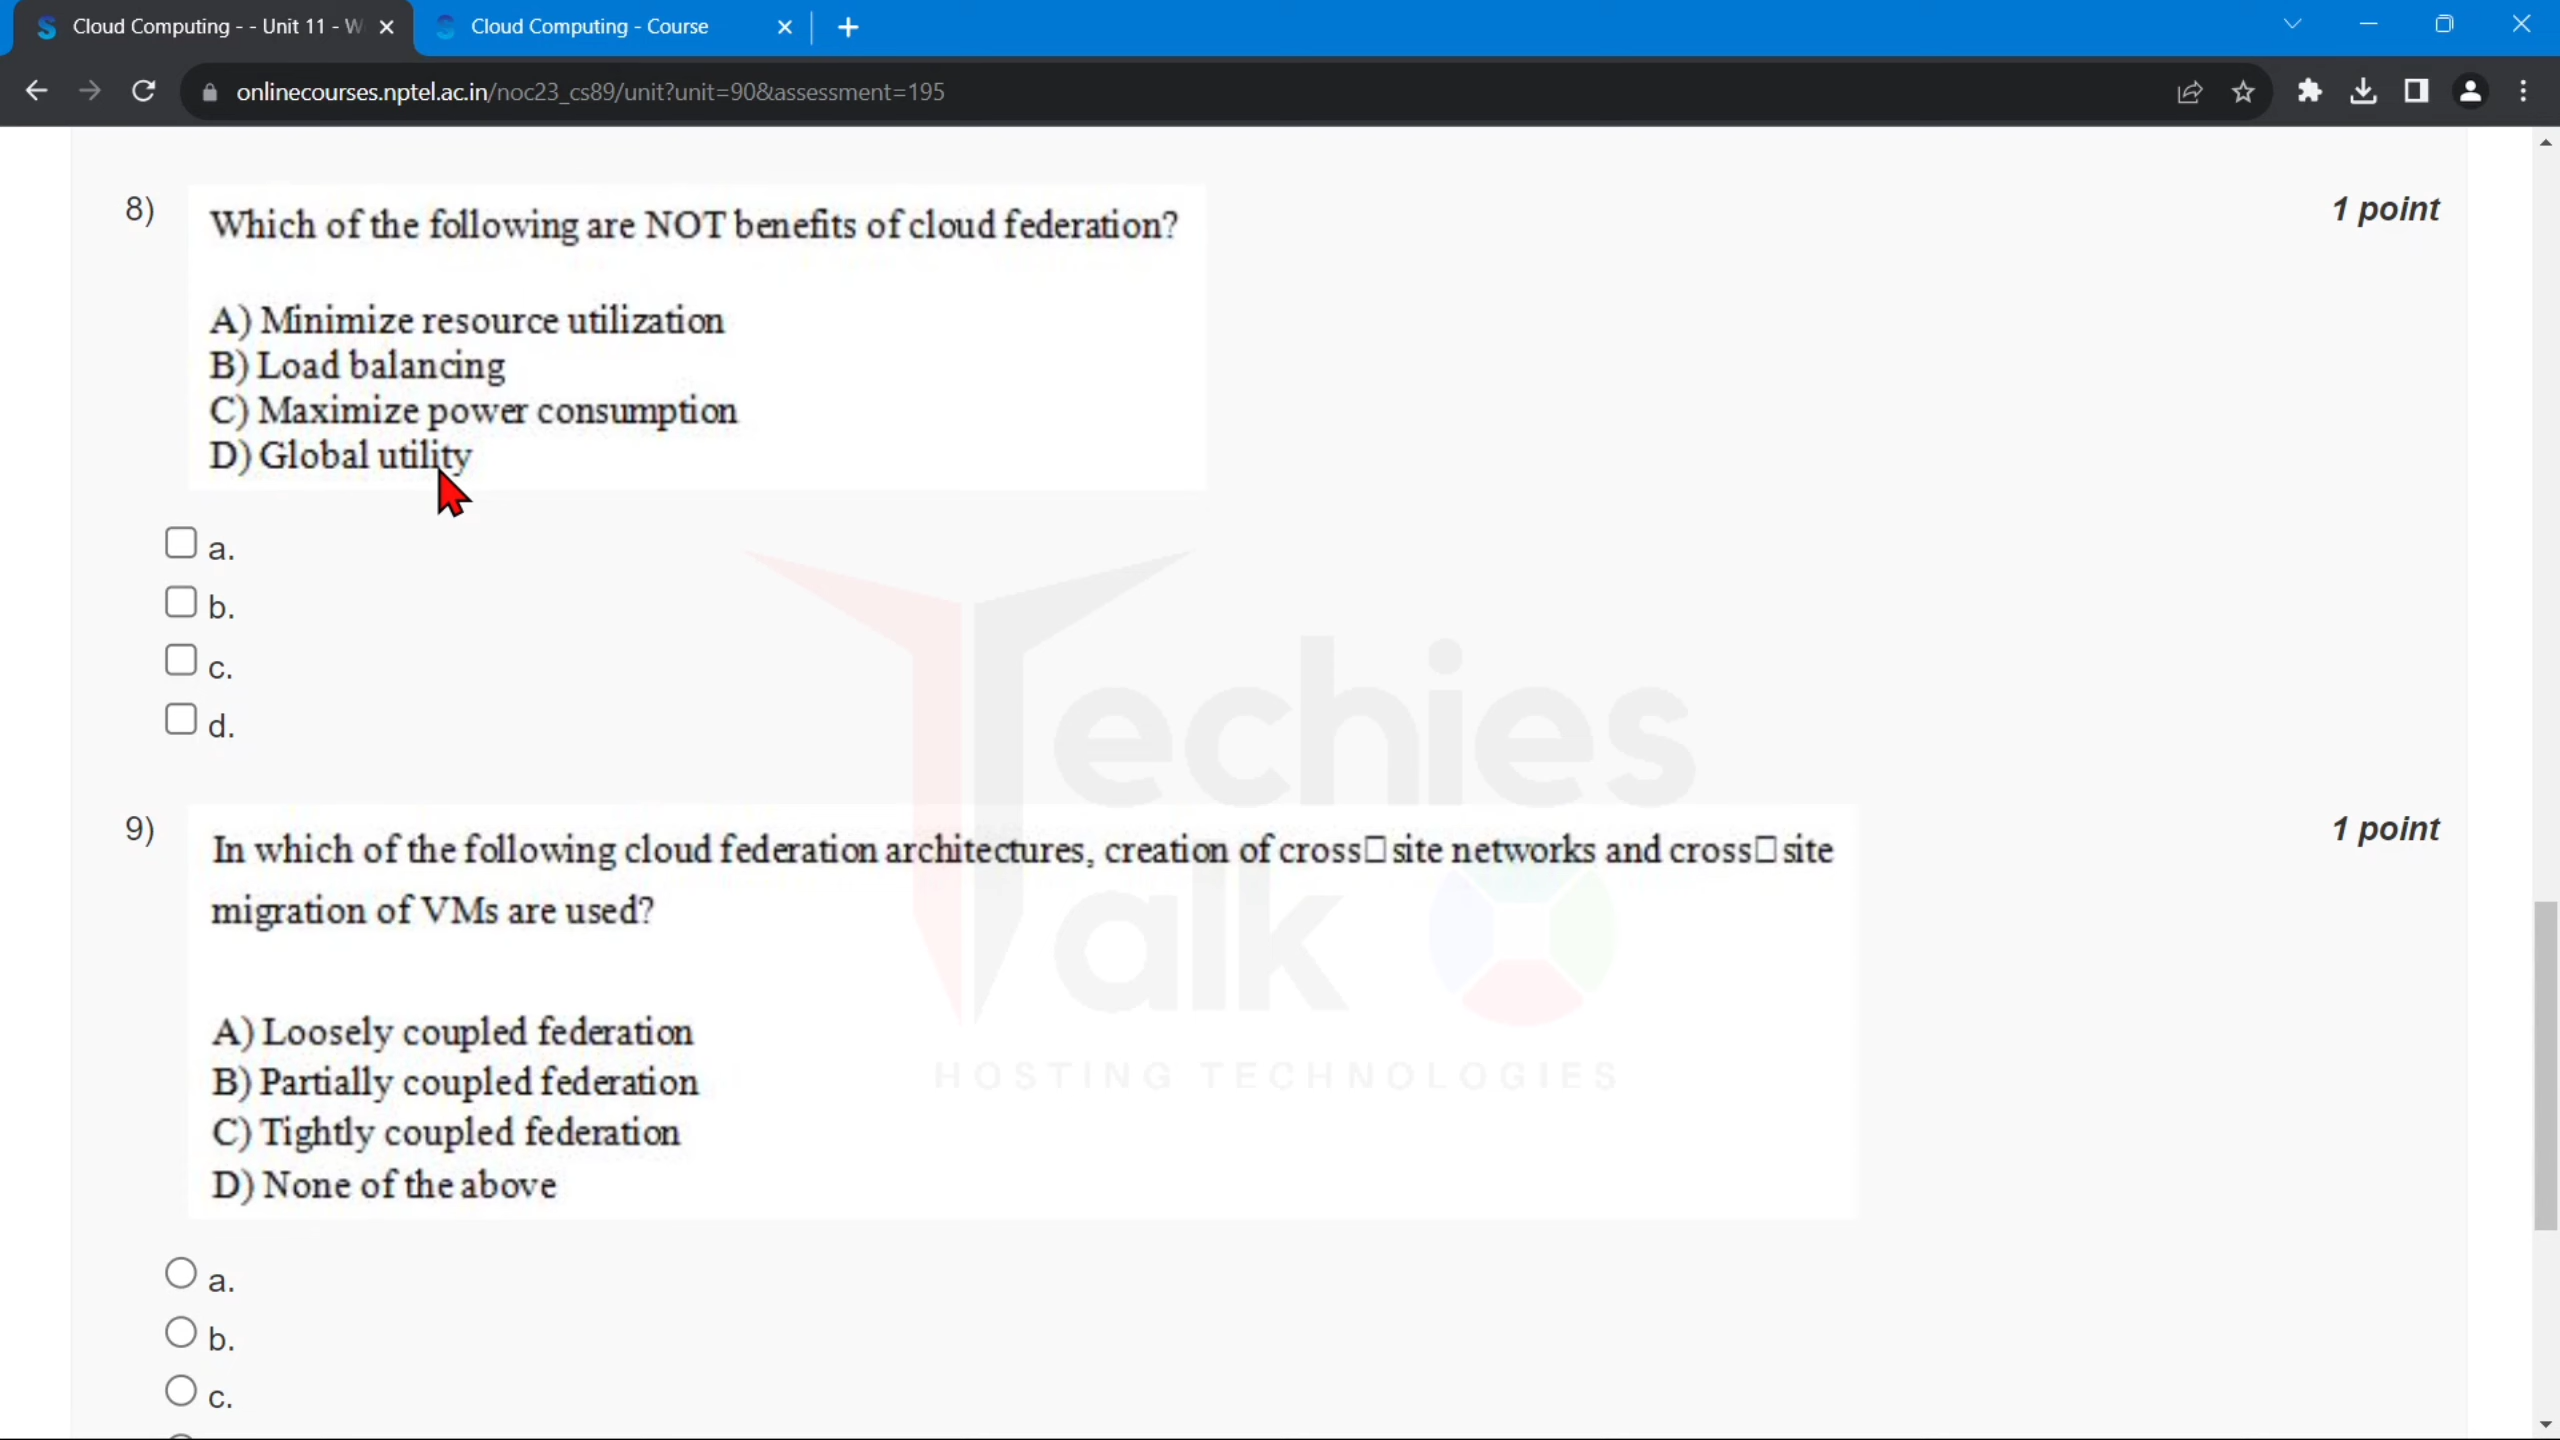 Cloud Computing - - Unit 11 - W
Cloud Computing - Course
onlinecourses.nptel.ac.in/noc23_cs89/unit?unit=90&assessment=195
8)
Which of the following are NOT benefits of cloud federation?
1 point
A) Minimize resource utilization
B) Load balancing
C) Maximize power consumption
D) Global utility
a.
b.
c.
d.
Techies
Talk
HOSTING TECHNOLOGIES
9)
In which of the following cloud federation architectures, creation of cross□site networks and cross□site
1 point
migration of VMs are used?
A) Loosely coupled federation
B) Partially coupled federation
C) Tightly coupled federation
D) None of the above
a.
b.
c.